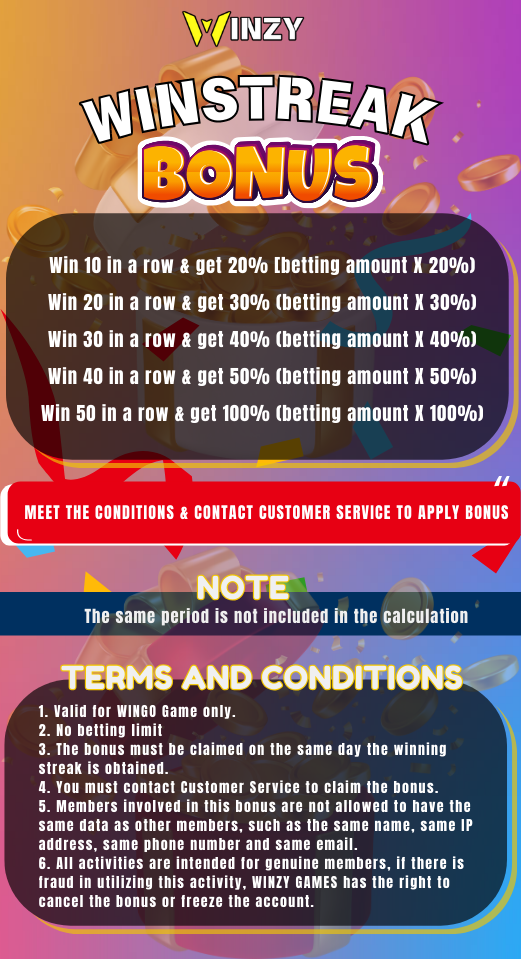 WINZY
WINSTREAK
BONUS
Win 10 in a row & get 20% [betting amount X 20%)
Win 20 in a row & get 30% (betting amount X 30%)
Win 30 in a row & get 40% (betting amount X 40%)
Win 40 in a row & get 50% (betting amount X 50%)
Win 50 in a row & get 100% (betting amount X 100%)
MEET THE CONDITIONS & CONTACT CUSTOMER SERVICE TO APPLY BONUS
NOTE
The same period is not included in the calculation
TERMS AND CONDITIONS
1. Valid for WINGO Game only.
2. No betting limit
3. The bonus must be claimed on the same day the winning
streak is obtained.
4. You must contact Customer Service to claim the bonus.
5. Members involved in this bonus are not allowed to have the
same data as other members, such as the same name, same IP
address, same phone number and same email.
6. All activities are intended for genuine members, if there is
fraud in utilizing this activity, WINZY GAMES has the right to
cancel the bonus or freeze the account.